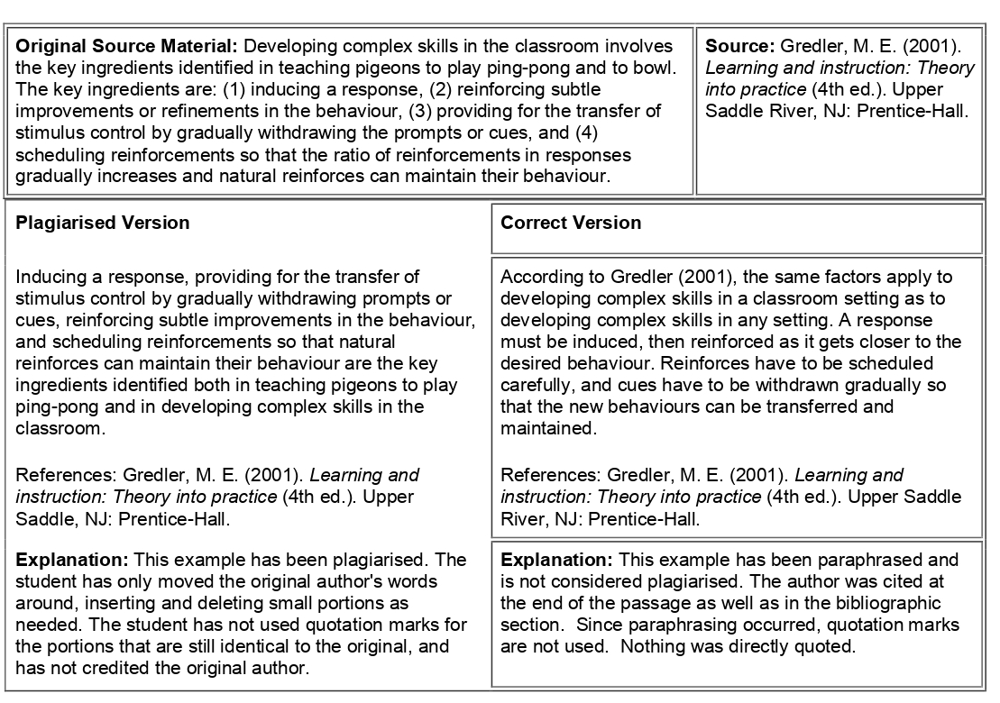 Original Source Material: Developing complex skills in the classroom involves
the key ingredients identified in teaching pigeons to play ping-pong and to bowl.
The key ingredients are: (1) inducing a response, (2) reinforcing subtle
improvements or refinements in the behaviour, (3) providing for the transfer of
stimulus control by gradually withdrawing the prompts or cues, and (4)
scheduling reinforcements so that the ratio of reinforcements in responses
gradually increases and natural reinforces can maintain their behaviour.
Source: Gredler, M. E. (2001).
Learning and instruction: Theory
into practice (4th ed.). Upper
Saddle River, NJ: Prentice-Hall.
Plagiarised Version
Inducing a response, providing for the transfer of
stimulus control by gradually withdrawing prompts or
cues, reinforcing subtle improvements in the behaviour,
and scheduling reinforcements so that natural
reinforces can maintain their behaviour are the key
ingredients identified both in teaching pigeons to play
ping-pong and in developing complex skills in the
classroom.
References: Gredler, M. E. (2001). Learning and
instruction: Theory into practice (4th ed.). Upper
Saddle, NJ: Prentice-Hall.
Explanation: This example has been plagiarised. The
student has only moved the original author's words
around, inserting and deleting small portions as
needed. The student has not used quotation marks for
the portions that are still identical to the original, and
has not credited the original author.
Correct Version
According to Gredler (2001), the same factors apply to
developing complex skills in a classroom setting as to
developing complex skills in any setting. A response
must be induced, then reinforced as it gets closer to the
desired behaviour. Reinforces have to be scheduled
carefully, and cues have to be withdrawn gradually so
that the new behaviours can be transferred and
maintained.
References: Gredler, M. E. (2001). Learning and
instruction: Theory into practice (4th ed.). Upper Saddle
River, NJ: Prentice-Hall.
Explanation: This example has been paraphrased and
is not considered plagiarised. The author was cited at
the end of the passage as well as in the bibliographic
section.  Since paraphrasing occurred, quotation marks
are not used.  Nothing was directly quoted.